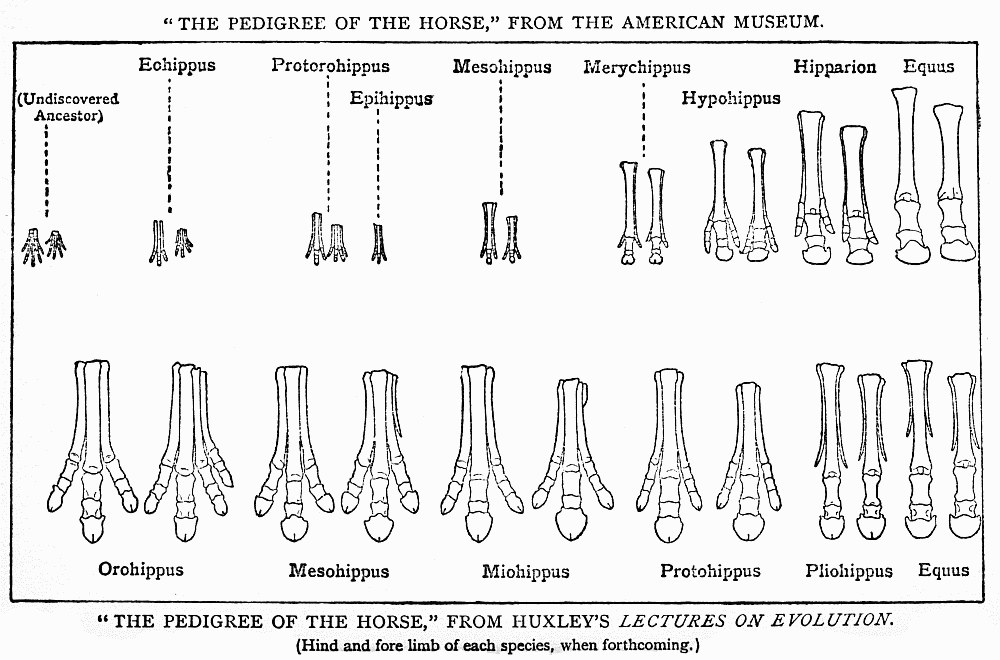 “THE PEDIGREE OF THE HORSE,” FROM THE AMERICAN MUSEUM.
Eohippus Protorohippus Mesohippus Merychippus Hipparion Equus
(Undiscovered Ancestor) Epihippus Hypohippus
Orohippus Mesohippus Miohippus Protohippus Pliohippus Equus
“THE PEDIGREE OF THE HORSE,” FROM HUXLEY’S LECTURES ON EVOLUTION.
(Hind and fore limb of each species, when forthcoming.)